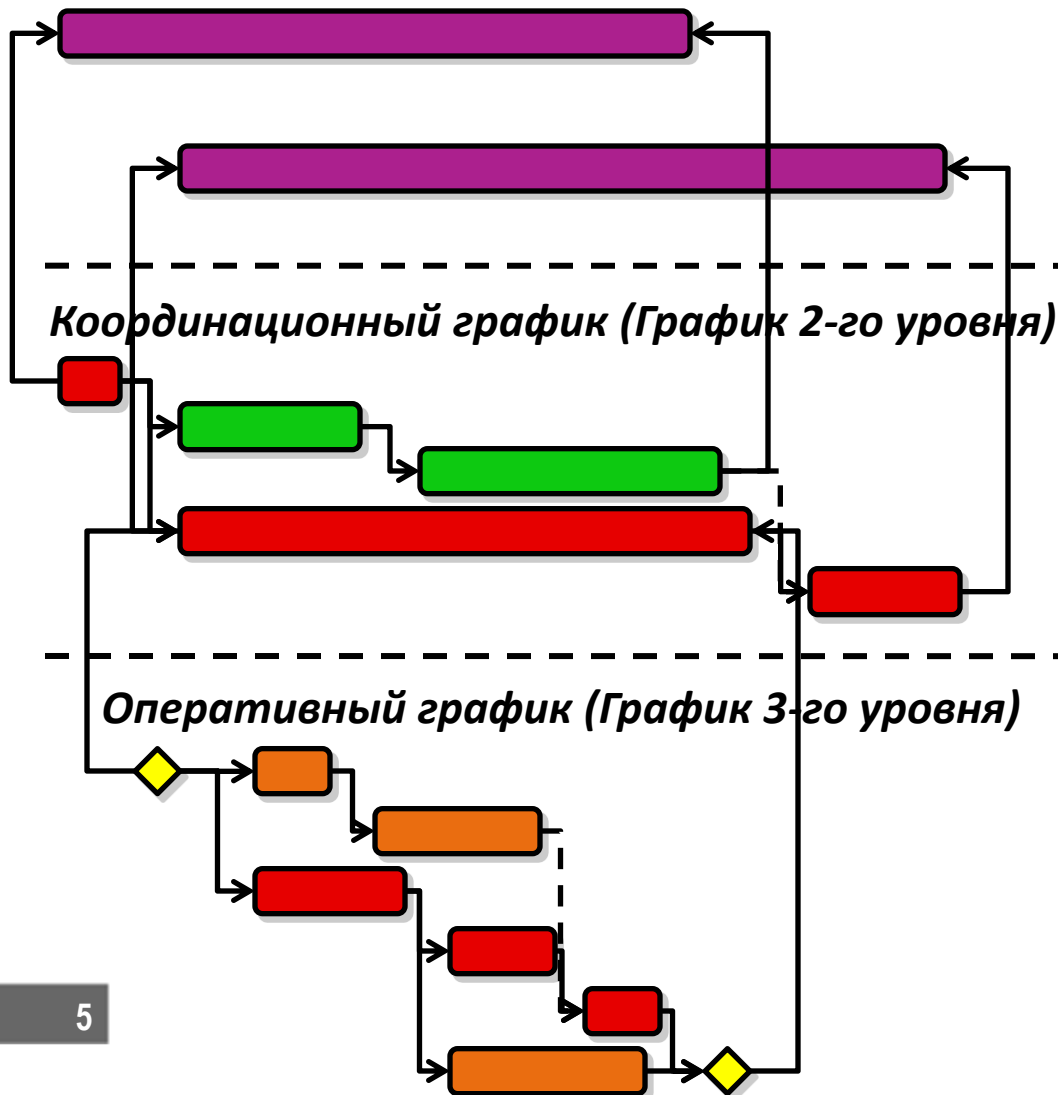 Координационный график (График 2-го уровня)
Оперативный график (График 3-го уровня)
5